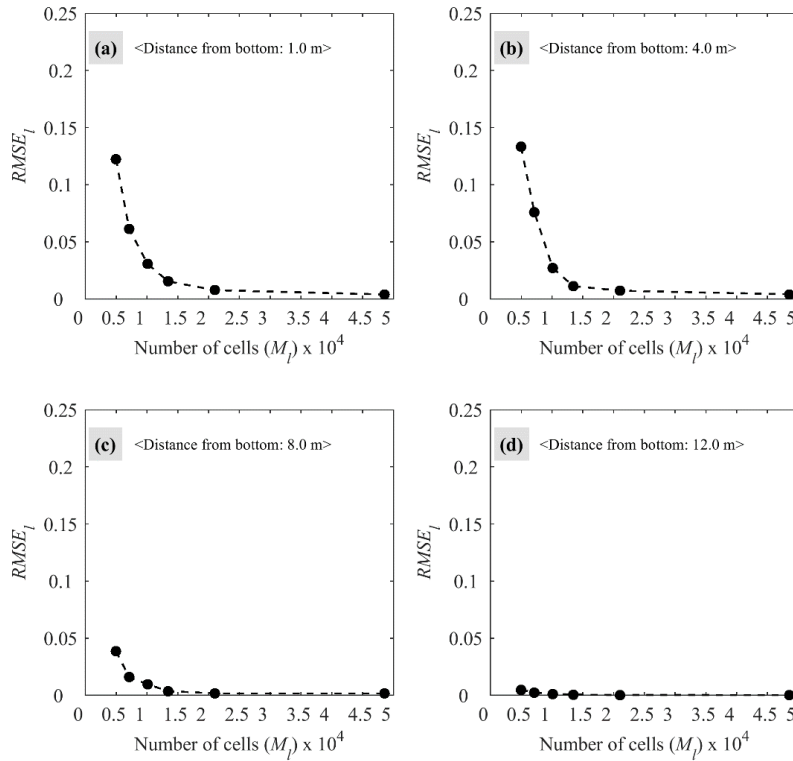 0.25
(a) <Distance from bottom: 1.0 m>
0.2
0.15
RMSE_l
0.1
0.05
0
0 0.5 1 1.5 2 2.5 3 3.5 4 4.5 5
Number of cells (M_l) x 10^4
0.25
(b) <Distance from bottom: 4.0 m>
0.2
0.15
RMSE_l
0.1
0.05
0
0 0.5 1 1.5 2 2.5 3 3.5 4 4.5 5
Number of cells (M_l) x 10^4
0.25
(c) <Distance from bottom: 8.0 m>
0.2
0.15
RMSE_l
0.1
0.05
0
0 0.5 1 1.5 2 2.5 3 3.5 4 4.5 5
Number of cells (M_l) x 10^4
0.25
(d) <Distance from bottom: 12.0 m>
0.2
0.15
RMSE_l
0.1
0.05
0
0 0.5 1 1.5 2 2.5 3 3.5 4 4.5 5
Number of cells (M_l) x 10^4